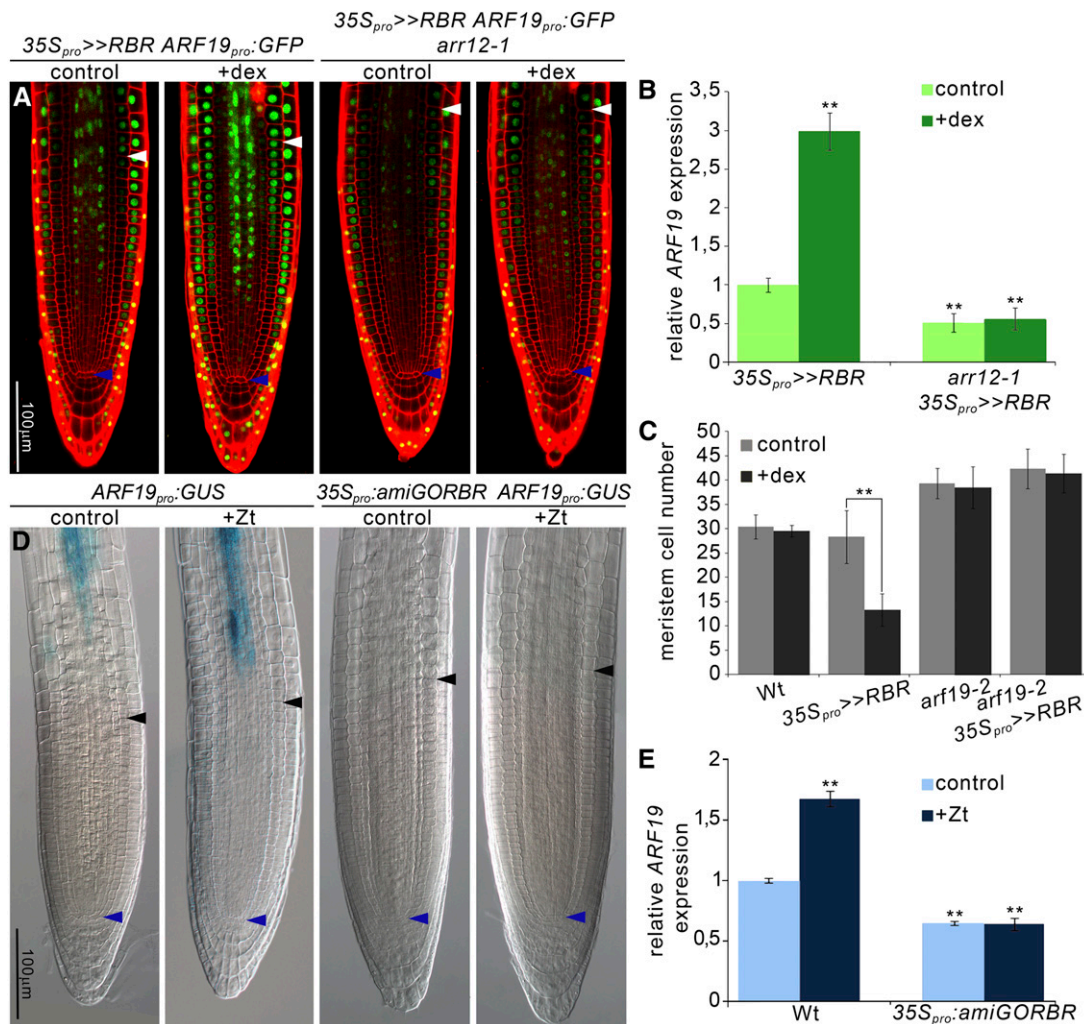 35Spro>>RBR ARF19pro:GFP
35Spro>>RBR ARF19pro:GFP
arr12-1
control
+dex
control
+dex
A
100µm
B
control
+dex
relative ARF19 expression
3,5
3
2,5
2
1,5
1
0,5
0
**
**
**
35Spro>>RBR
arr12-1
35Spro>>RBR
C
control
+dex
meristem cell number
50
45
40
35
30
25
20
15
10
5
0
**
Wt
35Spro>>RBR
arf19-2
arf19-2
35Spro>>RBR
ARF19pro:GUS
35Spro:amiGORBR ARF19pro:GUS
control
+Zt
control
+Zt
D
100µm
E
control
+Zt
relative ARF19
expression
2
1,5
1
0,5
0
**
**
**
Wt
35Spro:amiGORBR